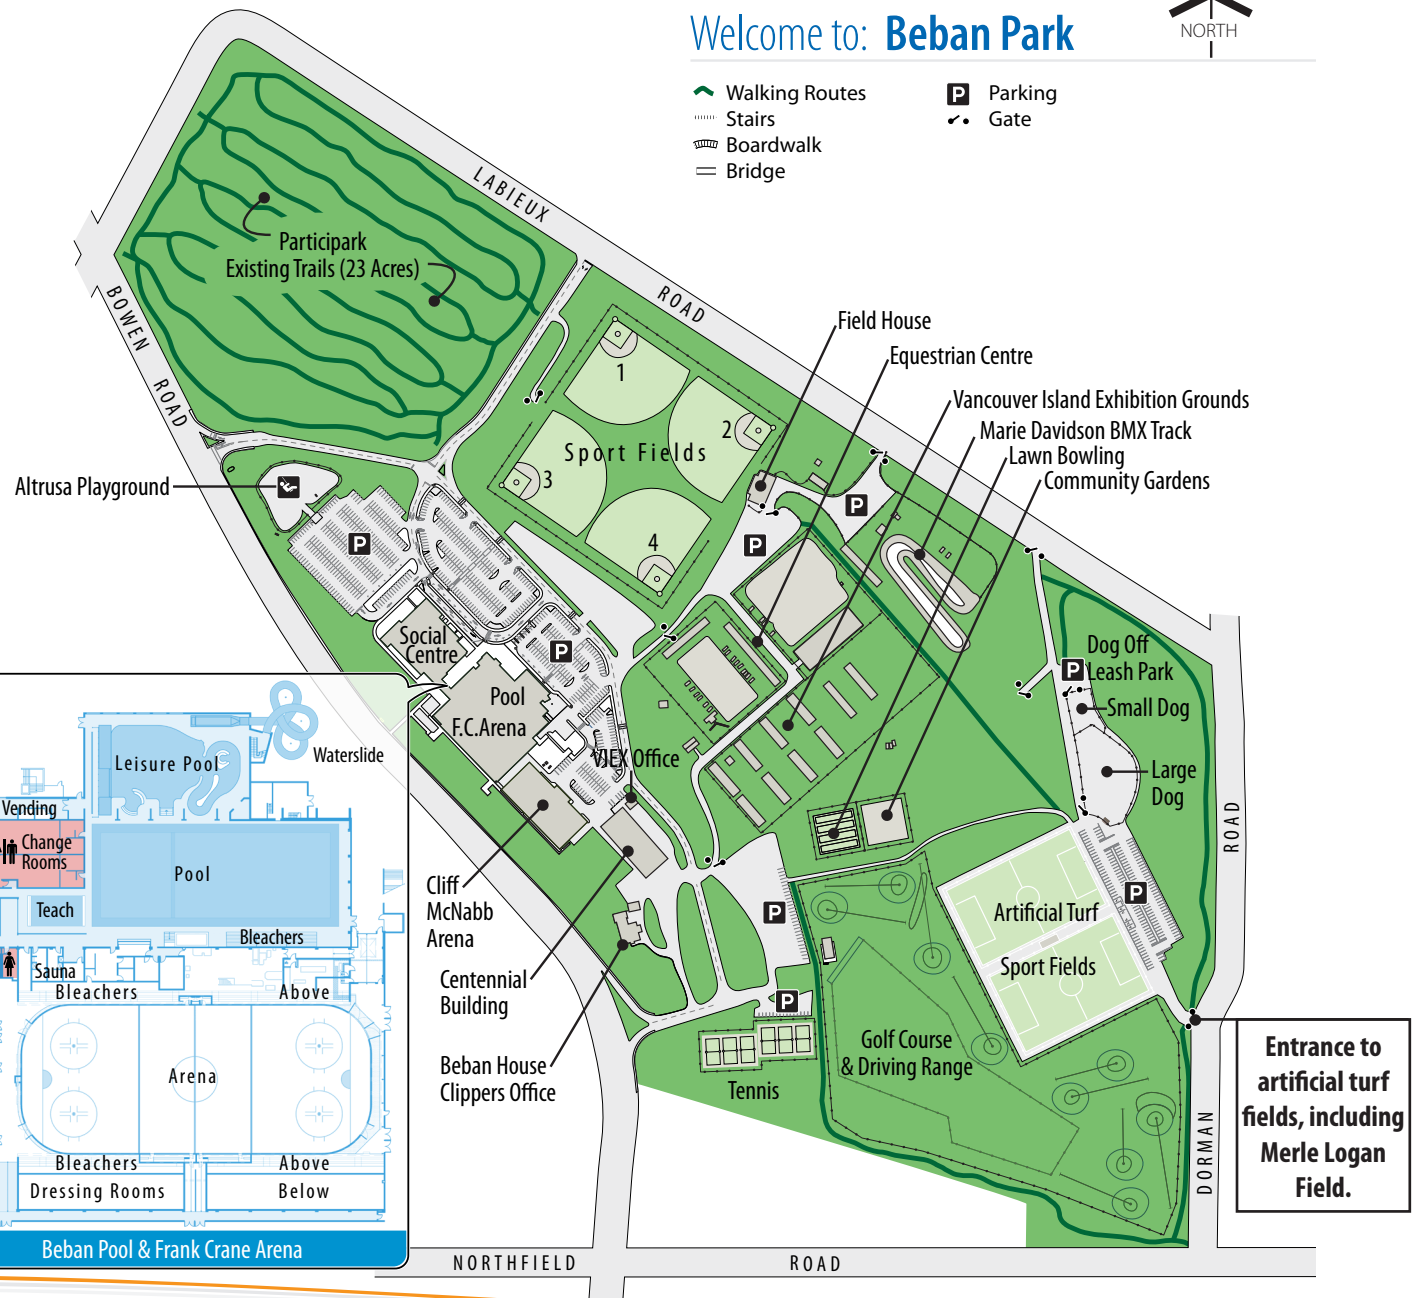 Welcome to: Beban Park
NORTH
Walking Routes
Stairs
Boardwalk
Bridge
P Parking
Gate
LABIEUX
ROAD
BOWEN
ROAD
Participark
Existing Trails (23 Acres)
Altrusa Playground
Field House
Equestrian Centre
Vancouver Island Exhibition Grounds
Marie Davidson BMX Track
Lawn Bowling
Community Gardens
1
2
Sport Fields
3
4
P
P
P
P
P
Social
Centre
Pool
F.C.Arena
VIEX Office
Dog Off
Leash Park
P
Small Dog
Large
Dog
ROAD
Cliff
McNabb
Arena
Centennial
Building
Beban House
Clippers Office
P
P
P
Tennis
Artificial Turf
Sport Fields
Golf Course
& Driving Range
DORMAN
Entrance to
artificial turf
fields, including
Merle Logan
Field.
NORTHFIELD
ROAD
Leisure Pool
Waterslide
Vending
Change
Rooms
Pool
Teach
Bleachers
Sauna
Bleachers Above
Arena
Bleachers Above
Dressing Rooms Below
Beban Pool & Frank Crane Arena